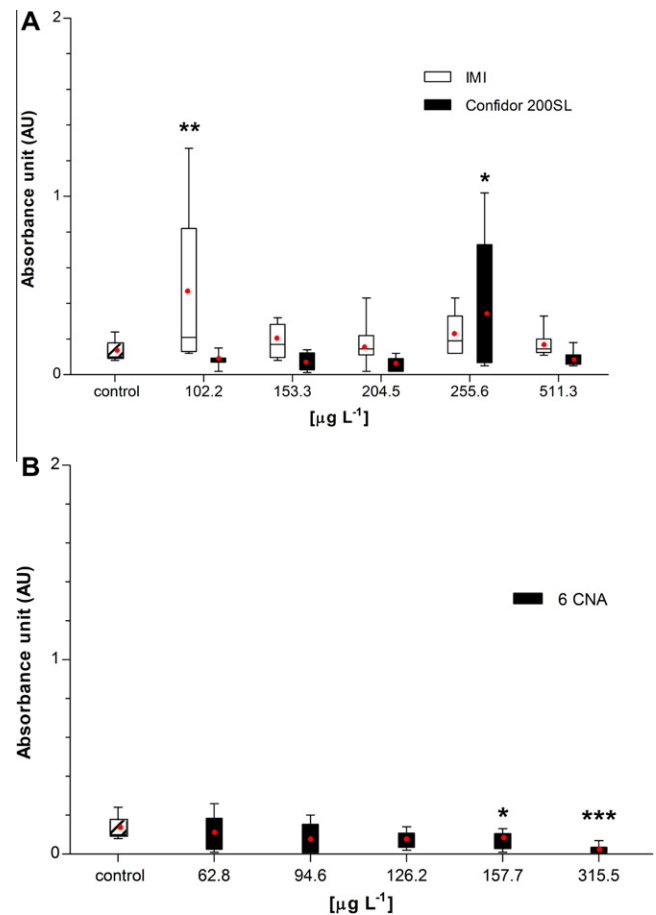 A
2
IMI
Confidor 200SL
**
*
1
0
Absorbance unit (AU)
control 102.2 153.3 204.5 255.6 511.3
[µg L⁻¹]
B
2
6 CNA
1
*
***
0
Absorbance unit (AU)
control 62.8 94.6 126.2 157.7 315.5
[µg L⁻¹]